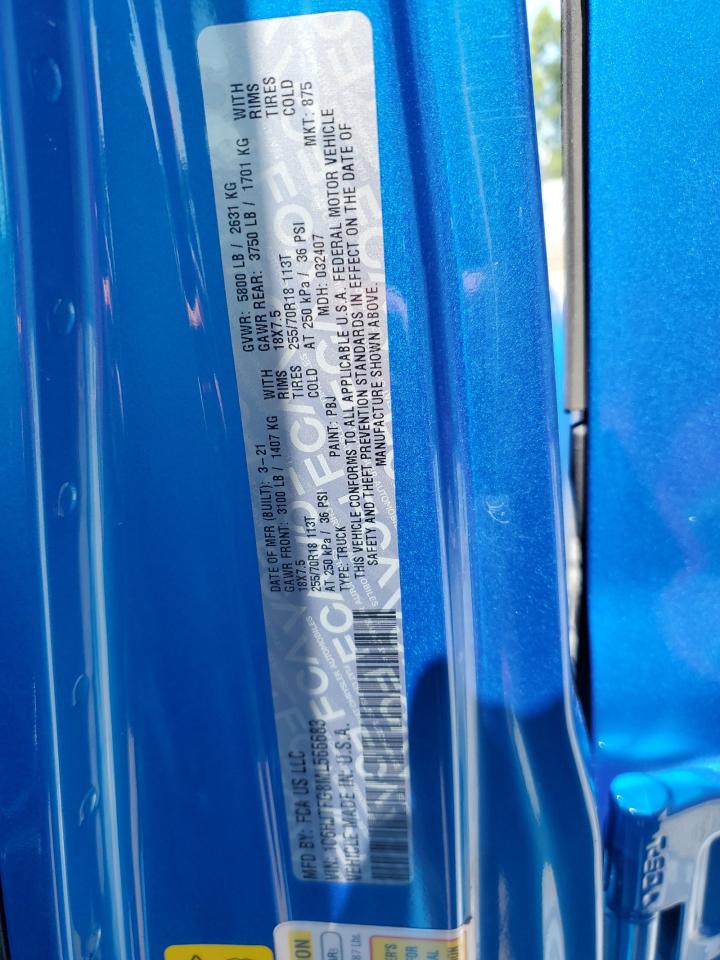 MFD BY: FCA US LLC
DATE OF MFR (BUILT): 3-21
GVWR: 5800 LB / 2631 KG
GAWR FRONT: 3100 LB / 1407 KG WITH
GAWR REAR: 3750 LB / 1701 KG WITH
18X7.5 RIMS
18X7.5 RIMS
255/70R18 113T TIRES
255/70R18 113T TIRES
AT 250 kPa / 36 PSI COLD
AT 250 kPa / 36 PSI COLD
VIN: 1C6HJTFG8ML566683
TYPE: TRUCK PAINT: PBJ MDH: 032407 MKT: 875
VEHICLE MADE IN U.S.A.
THIS VEHICLE CONFORMS TO ALL APPLICABLE U.S.A. FEDERAL MOTOR VEHICLE
SAFETY AND THEFT PREVENTION STANDARDS IN EFFECT ON THE DATE OF
MANUFACTURE SHOWN ABOVE.
FCA